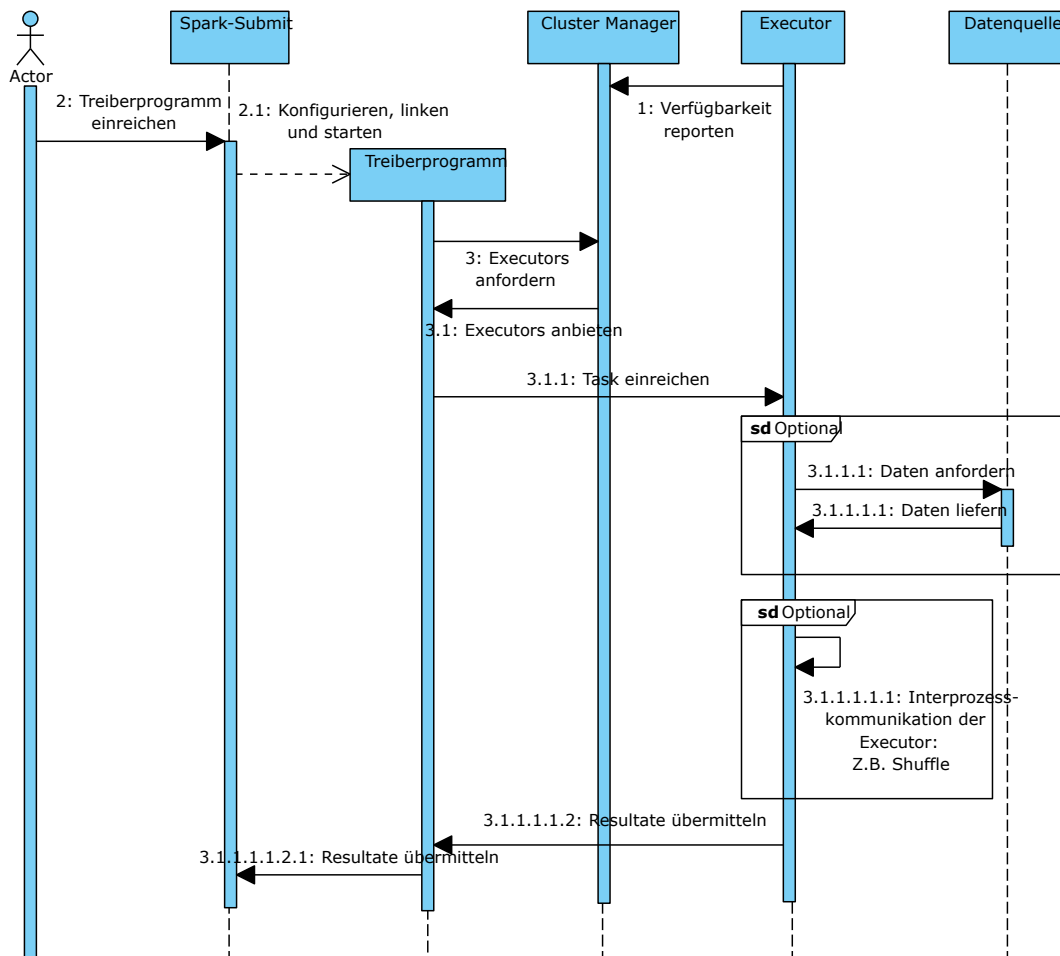 Spark-Submit
Cluster Manager
Executor
Datenquelle
Actor
2: Treiberprogramm
einreichen
2.1: Konfigurieren, linken
und starten
1: Verfügbarkeit
reporten
Treiberprogramm
3: Executors
anfordern
3.1: Executors anbieten
3.1.1: Task einreichen
sd Optional
3.1.1.1: Daten anfordern
3.1.1.1.1: Daten liefern
sd Optional
3.1.1.1.1.1: Interprozess-
kommunikation der
Executor:
Z.B. Shuffle
3.1.1.1.1.2: Resultate übermitteln
3.1.1.1.1.2.1: Resultate übermitteln